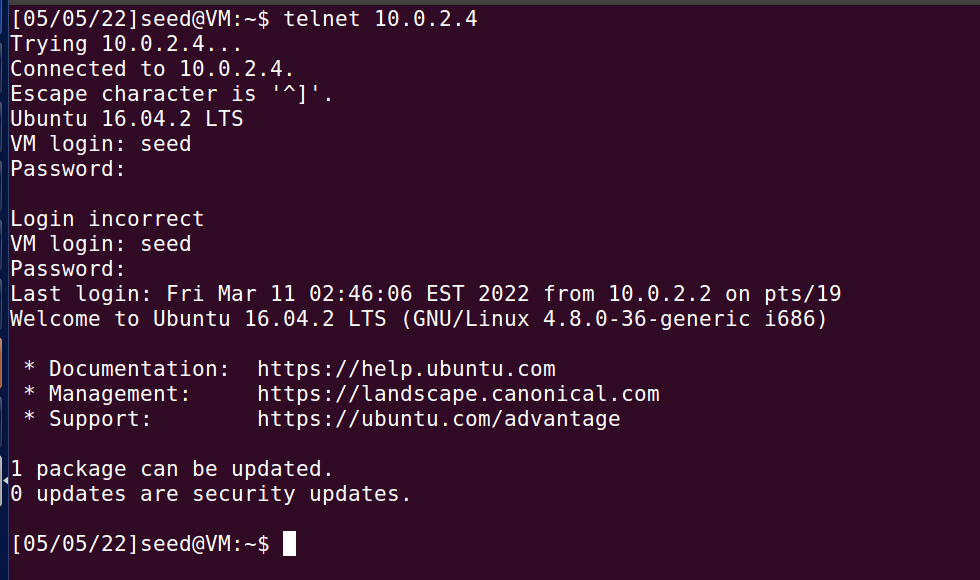 [05/05/22]seed@VM:~$ telnet 10.0.2.4
Trying 10.0.2.4...
Connected to 10.0.2.4.
Escape character is '^]'.
Ubuntu 16.04.2 LTS
VM login: seed
Password:
Login incorrect
VM login: seed
Password:
Last login: Fri Mar 11 02:46:06 EST 2022 from 10.0.2.2 on pts/19
Welcome to Ubuntu 16.04.2 LTS (GNU/Linux 4.8.0-36-generic i686)
 * Documentation:  https://help.ubuntu.com
 * Management:     https://landscape.canonical.com
 * Support:        https://ubuntu.com/advantage
1 package can be updated.
0 updates are security updates.
[05/05/22]seed@VM:~$